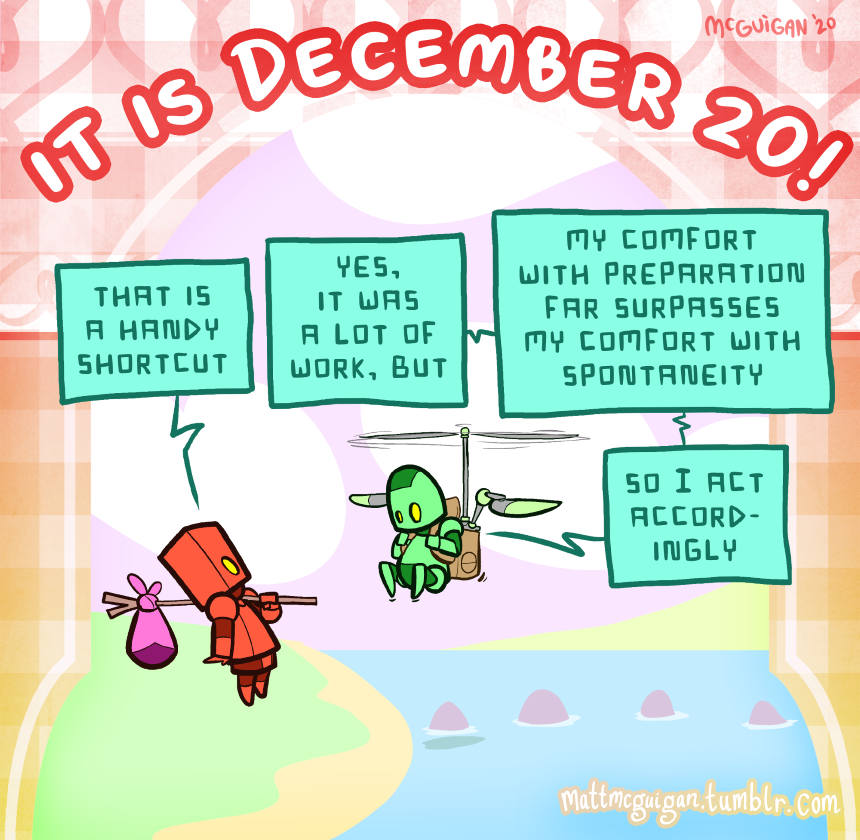 McGUIGAN '20
IT IS DECEMBER 20!
THAT IS
A HANDY
SHORTCUT
YES,
IT WAS
A LOT OF
WORK, BUT
MY COMFORT
WITH PREPARATION
FAR SURPASSES
MY COMFORT WITH
SPONTANEITY
SO I ACT
ACCORD-
INGLY
mattmcguigan.tumblr.com